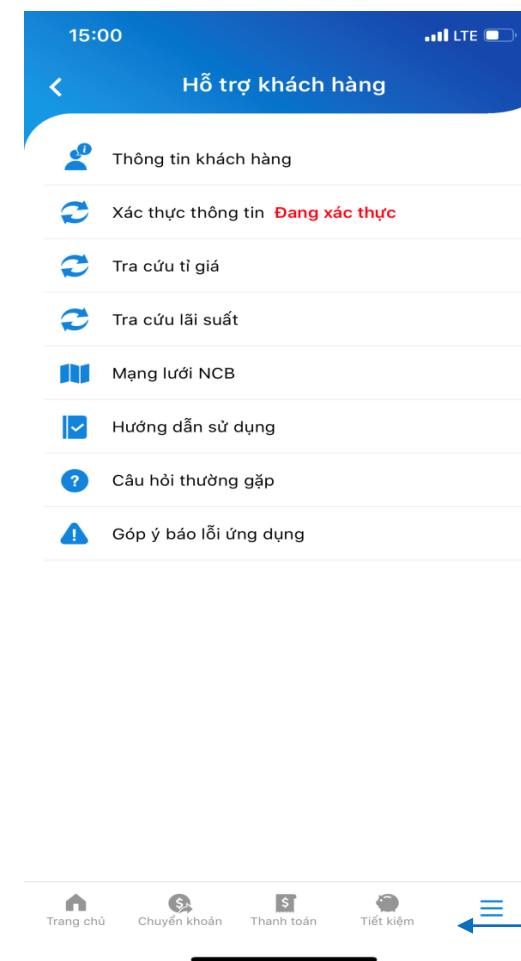 15:00 LTE
Hỗ trợ khách hàng
Thông tin khách hàng
Xác thực thông tin Đang xác thực
Tra cứu tỉ giá
Tra cứu lãi suất
Mạng lưới NCB
Hướng dẫn sử dụng
Câu hỏi thường gặp
Góp ý báo lỗi ứng dụng
Trang chủ Chuyển khoản Thanh toán Tiết kiệm